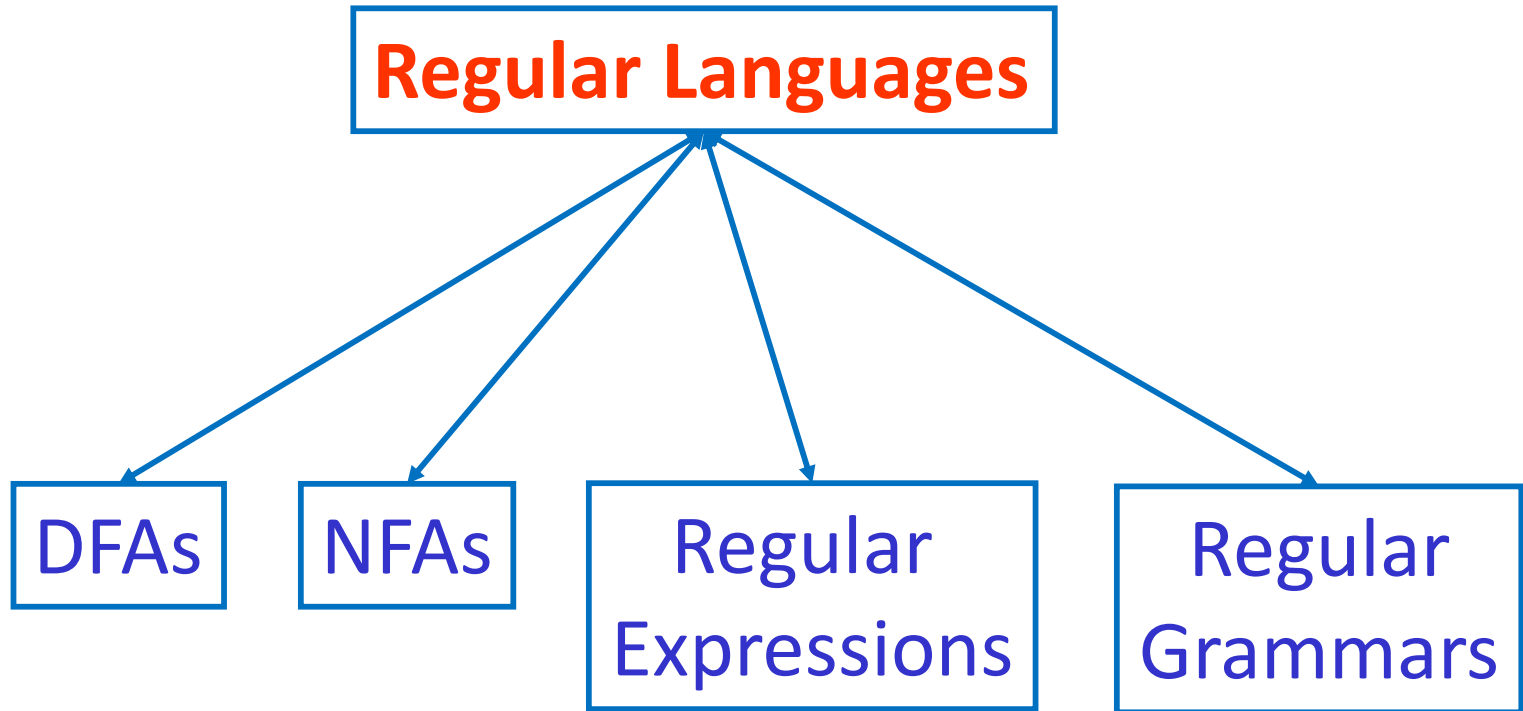 Regular Languages
DFAs
NFAs
Regular
Expressions
Regular
Grammars